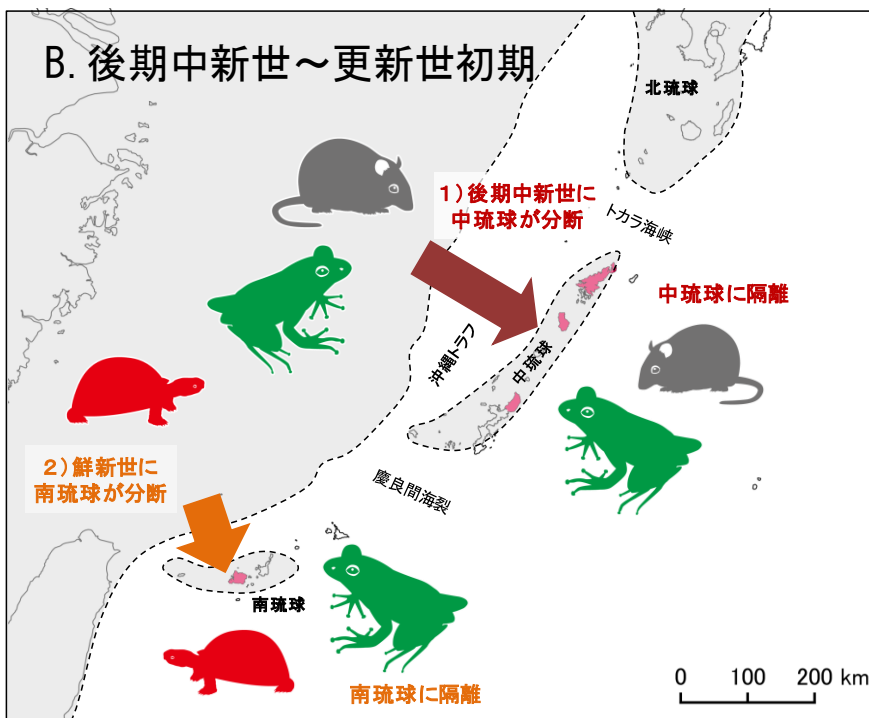 B. 後期中新世～更新世初期
北琉球
1）後期中新世に
中琉球が分断
トカラ海峡
中琉球に隔離
沖縄トラフ
中琉球
2）鮮新世に
南琉球が分断
慶良間海裂
南琉球
南琉球に隔離
0 100 200 km